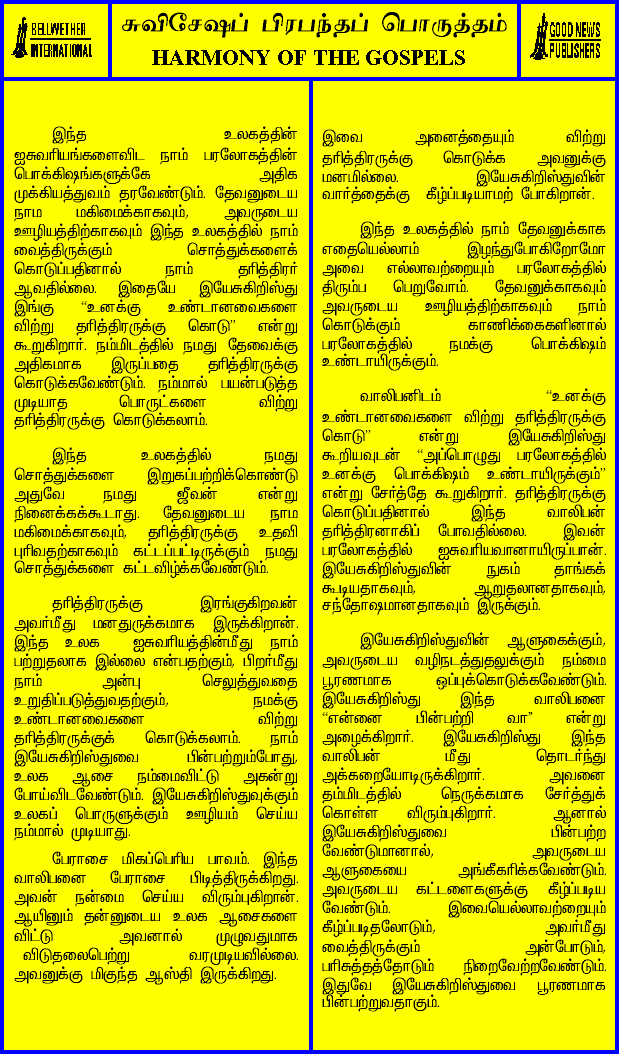 BELLWETHER
INTERNATIONAL
சுவிசேஷப் பிரபந்தப் பொருத்தம்
HARMONY OF THE GOSPELS
GOOD NEWS
PUBLISHERS
இந்த உலகத்தின்
ஐசுவரியங்களைவிட நாம் பரலோகத்தின்
பொக்கிஷங்களுக்கே அதிக
முக்கியத்துவம் தரவேண்டும். தேவனுடைய
நாம மகிமைக்காகவும், அவருடைய
ஊழியத்திற்காகவும் இந்த உலகத்தில் நாம்
வைத்திருக்கும் சொத்துக்களைக்
கொடுப்பதினால் நாம் தரித்திரர்
ஆவதில்லை. இதையே இயேசுகிறிஸ்து
இங்கு “உனக்கு உண்டானவைகளை
விற்று தரித்திரருக்கு கொடு” என்று
கூறுகிறார். நம்மிடத்தில் நமது தேவைக்கு
அதிகமாக இருப்பதை தரித்திரருக்கு
கொடுக்கவேண்டும். நம்மால் பயன்படுத்த
முடியாத பொருட்களை விற்று
தரித்திரருக்கு கொடுக்கலாம்.
இந்த உலகத்தில் நமது
சொத்துக்களை இறுகப்பற்றிக்கொண்டு
அதுவே நமது ஜீவன் என்று
நினைக்கக்கூடாது. தேவனுடைய நாம
மகிமைக்காகவும், தரித்திரருக்கு உதவி
புரிவதற்காகவும் கட்டப்பட்டிருக்கும் நமது
சொத்துக்களை கட்டவிழ்க்கவேண்டும்.
தரித்திரருக்கு இரங்குகிறவன்
அவர்மீது மனதுருக்கமாக இருக்கிறான்.
இந்த உலக ஐசுவரியத்தின்மீது நாம்
பற்றுதலாக இல்லை என்பதற்கும், பிறர்மீது
நாம் அன்பு செலுத்துவதை
உறுதிப்படுத்துவதற்கும், நமக்கு
உண்டானவைகளை விற்று
தரித்திரருக்குக் கொடுக்கலாம். நாம்
இயேசுகிறிஸ்துவை பின்பற்றும்போது,
உலக ஆசை நம்மைவிட்டு அகன்று
போய்விடவேண்டும். இயேசுகிறிஸ்துவுக்கும்
உலகப் பொருளுக்கும் ஊழியம் செய்ய
நம்மால் முடியாது.
பேராசை மிகப்பெரிய பாவம். இந்த
வாலிபனை பேராசை பிடித்திருக்கிறது.
அவன் நன்மை செய்ய விரும்புகிறான்.
ஆயினும் தன்னுடைய உலக ஆசைகளை
விட்டு அவனால் முழுவதுமாக
விடுதலைபெற்று வரமுடியவில்லை.
அவனுக்கு மிகுந்த ஆஸ்தி இருக்கிறது.
இவை அனைத்தையும் விற்று
தரித்திரருக்கு கொடுக்க அவனுக்கு
மனமில்லை. இயேசுகிறிஸ்துவின்
வார்த்தைக்கு கீழ்ப்படியாமற் போகிறான்.
இந்த உலகத்தில் நாம் தேவனுக்காக
எதையெல்லாம் இழந்துபோகிறோமோ
அவை எல்லாவற்றையும் பரலோகத்தில்
திரும்ப பெறுவோம். தேவனுக்காகவும்
அவருடைய ஊழியத்திற்காகவும் நாம்
கொடுக்கும் காணிக்கைகளினால்
பரலோகத்தில் நமக்கு பொக்கிஷம்
உண்டாயிருக்கும்.
வாலிபனிடம் “உனக்கு
உண்டானவைகளை விற்று தரித்திரருக்கு
கொடு” என்று இயேசுகிறிஸ்து
கூறியவுடன் “அப்பொழுது பரலோகத்தில்
உனக்கு பொக்கிஷம் உண்டாயிருக்கும்”
என்று சேர்த்தே கூறுகிறார். தரித்திரருக்கு
கொடுப்பதினால் இந்த வாலிபன்
தரித்திரனாகிப் போவதில்லை. இவன்
பரலோகத்தில் ஐசுவரியவானாயிருப்பான்.
இயேசுகிறிஸ்துவின் நுகம் தாங்கக்
கூடியதாகவும், ஆறுதலானதாகவும்,
சந்தோஷமானதாகவும் இருக்கும்.
இயேசுகிறிஸ்துவின் ஆளுகைக்கும்,
அவருடைய வழிநடத்துதலுக்கும் நம்மை
பூரணமாக ஒப்புக்கொடுக்கவேண்டும்.
இயேசுகிறிஸ்து இந்த வாலிபனை
“என்னை பின்பற்றி வா” என்று
அழைக்கிறார். இயேசுகிறிஸ்து இந்த
வாலிபன் மீது தொடர்ந்து
அக்கறையோடிருக்கிறார். அவனை
தம்மிடத்தில் நெருக்கமாக சேர்த்துக்
கொள்ள விரும்புகிறார். ஆனால்
இயேசுகிறிஸ்துவை பின்பற்ற
வேண்டுமானால், அவருடைய
ஆளுகையை அங்கீகரிக்கவேண்டும்.
அவருடைய கட்டளைகளுக்கு கீழ்ப்படிய
வேண்டும். இவையெல்லாவற்றையும்
கீழ்படிதலோடும், அவர்மீது
வைத்திருக்கும் அன்போடும்,
பரிசுத்தத்தோடும் நிறைவேற்றவேண்டும்.
இதுவே இயேசுகிறிஸ்துவை பூரணமாக
பின்பற்றுவதாகும்.